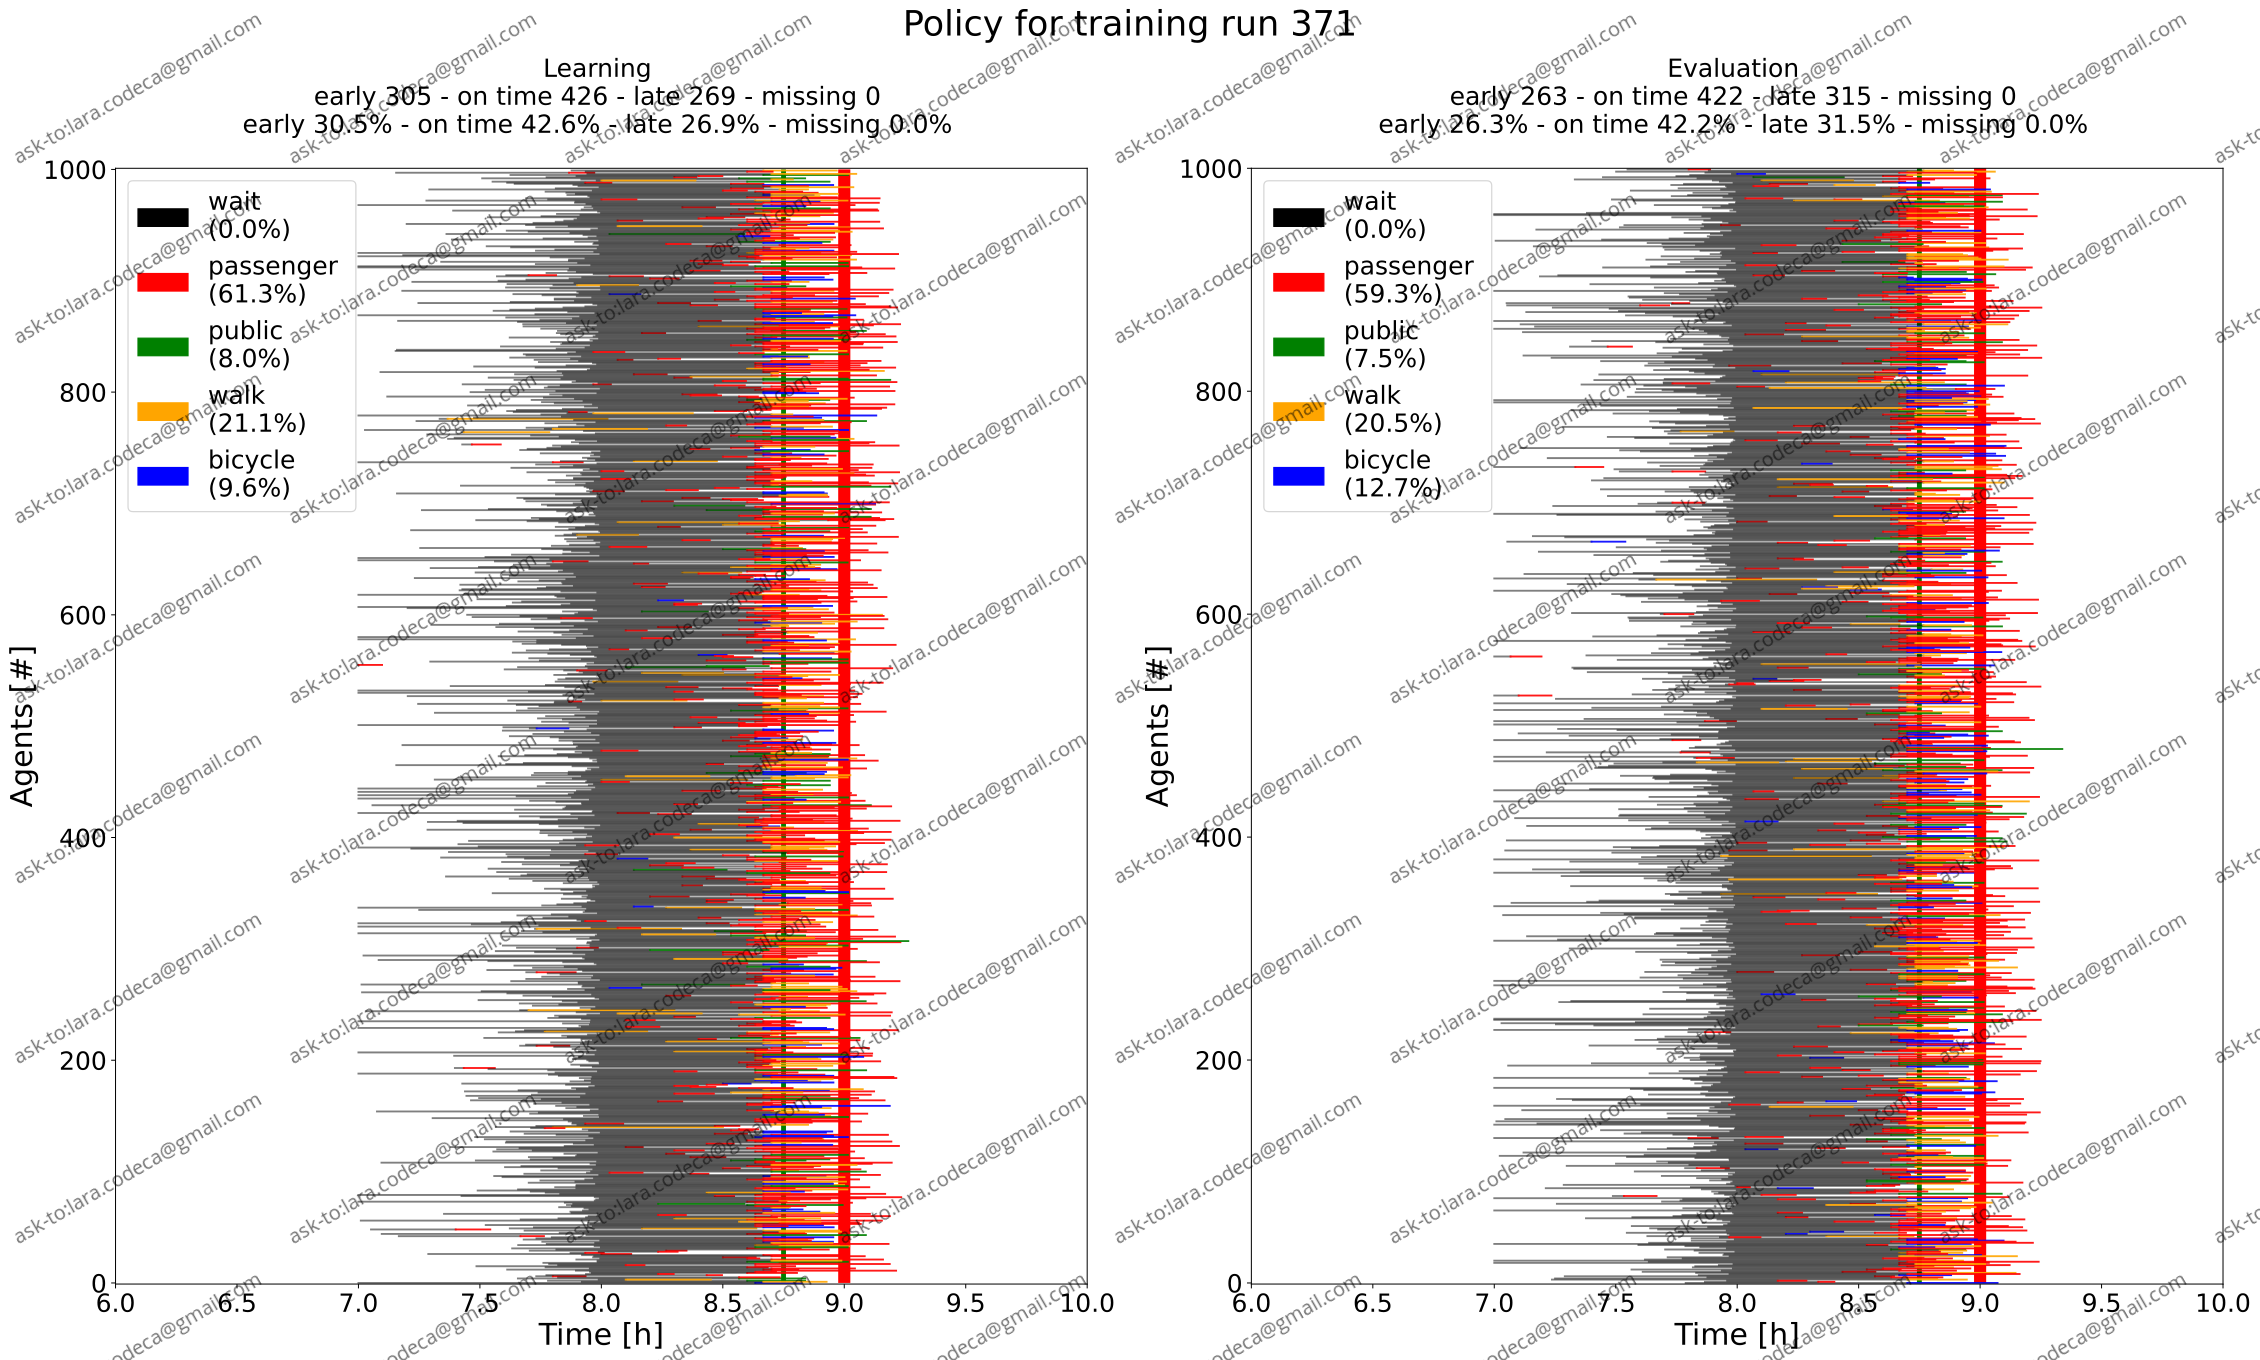 Policy for training run 371
Learning
early 305 - on time 426 - late 269 - missing 0
early 30.5% - on time 42.6% - late 26.9% - missing 0.0%
1000
800
600
400
200
0
Agents [#]
wait
(0.0%)
passenger
(61.3%)
public
(8.0%)
walk
(21.1%)
bicycle
(9.6%)
6.0 6.5 7.0 7.5 8.0 8.5 9.0 9.5 10.0
Time [h]
Evaluation
early 263 - on time 422 - late 315 - missing 0
early 26.3% - on time 42.2% - late 31.5% - missing 0.0%
1000
800
600
400
200
0
Agents [#]
wait
(0.0%)
passenger
(59.3%)
public
(7.5%)
walk
(20.5%)
bicycle
(12.7%)
6.0 6.5 7.0 7.5 8.0 8.5 9.0 9.5 10.0
Time [h]
ask-to:lara.codeca@gmail.com